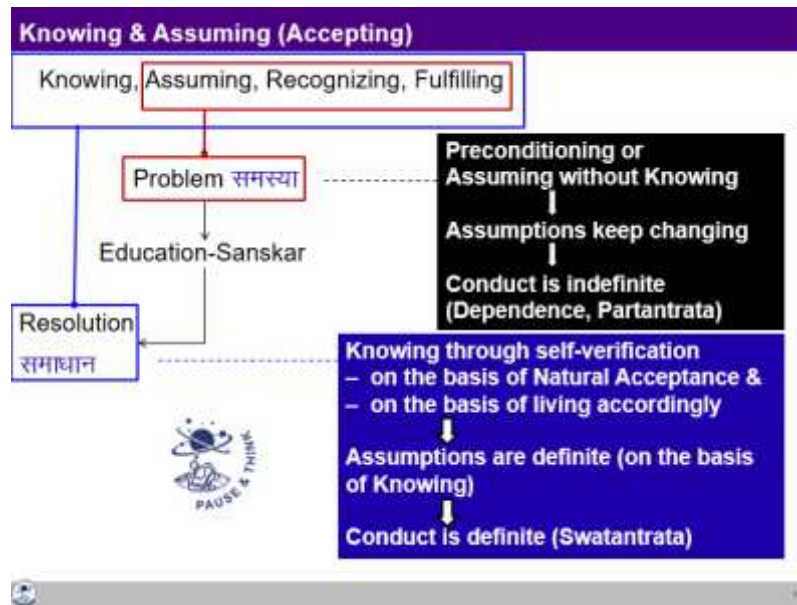 Knowing & Assuming (Accepting)
Knowing, Assuming, Recognizing, Fulfilling
Problem समस्या
Education-Sanskar
Resolution
समाधान
Preconditioning or
Assuming without Knowing
Assumptions keep changing
Conduct is indefinite
(Dependence, Partantrata)
Knowing through self-verification
– on the basis of Natural Acceptance &
– on the basis of living accordingly
Assumptions are definite (on the basis
of Knowing)
Conduct is definite (Swatantrata)
PAUSE & THINK